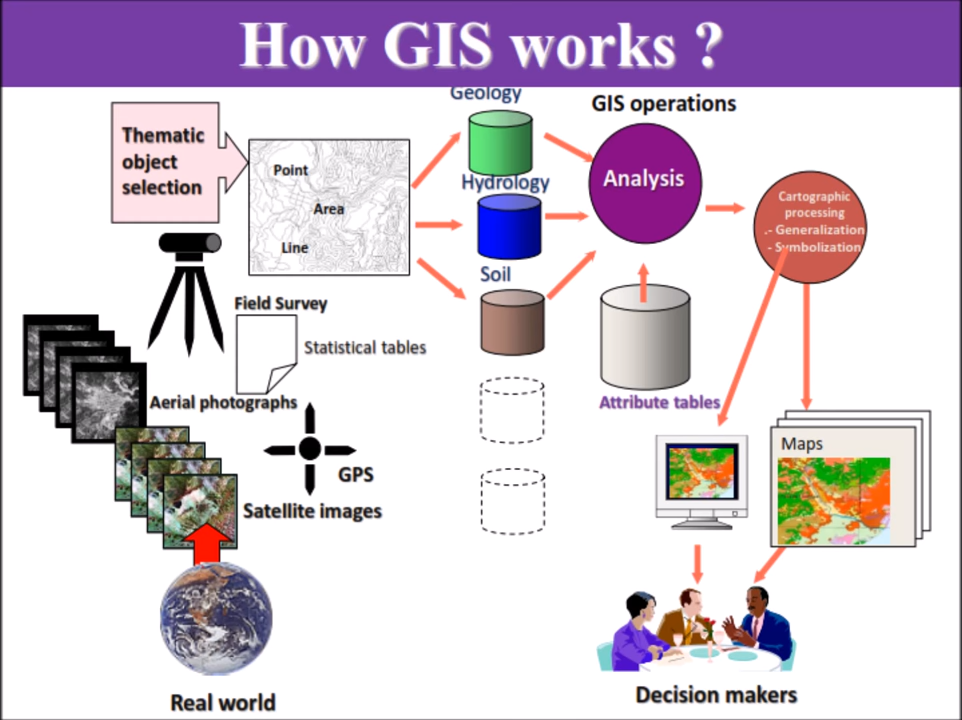 How GIS works ?
Geology
GIS operations
Thematic
object
selection
Point
Area
Line
Hydrology
Analysis
Cartographic
processing
.- Generalization
- Symbolization
Soil
Field Survey
Statistical tables
Aerial photographs
Attribute tables
GPS
Maps
Satellite images
Real world
Decision makers